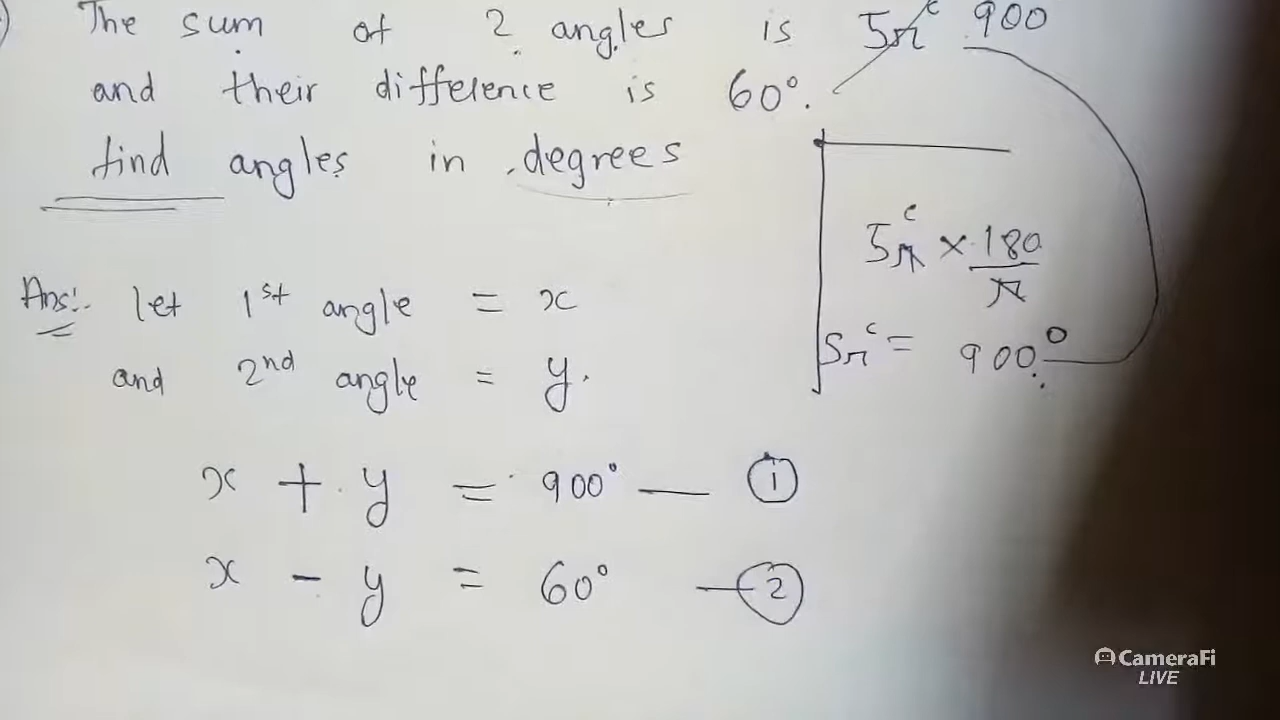 ) The sum of 2 angles is 5π^c 900
and their difference is 60°.
find angles in degrees
5π^c × 180/π
5π^c = 900°
Ans:. let 1st angle = x
and 2nd angle = y.
x + y = 900° — ①
x - y = 60° — ②
CameraFi
LIVE